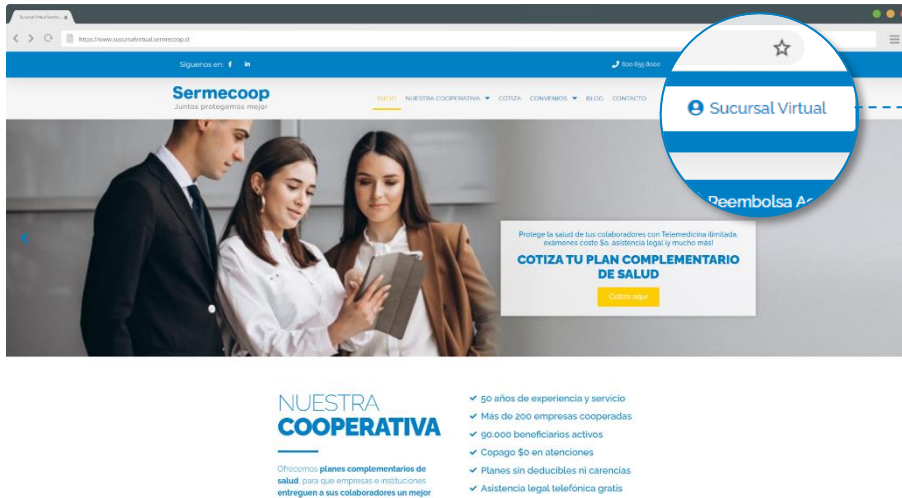 Sucursal Virtual Serme...
https://www.sucursalvirtual.sermecoop.cl
Síguenos en:
600 655 8000
Sermecoop
Juntos protegemos mejor
INICIO NUESTRA COOPERATIVA COTIZA CONVENIOS BLOG CONTACTO
Sucursal Virtual
Reembolsa A
Protege la salud de tus colaboradores con Telemedicina ilimitada,
exámenes costo $0, asistencia legal ¡y mucho más!
COTIZA TU PLAN COMPLEMENTARIO
DE SALUD
Cotiza aquí
NUESTRA
COOPERATIVA
Ofrecemos planes complementarios de
salud, para que empresas e instituciones
entreguen a sus colaboradores un mejor
50 años de experiencia y servicio
Más de 200 empresas cooperadas
90.000 beneficiarios activos
Copago $0 en atenciones
Planes sin deducibles ni carencias
Asistencia legal telefónica gratis